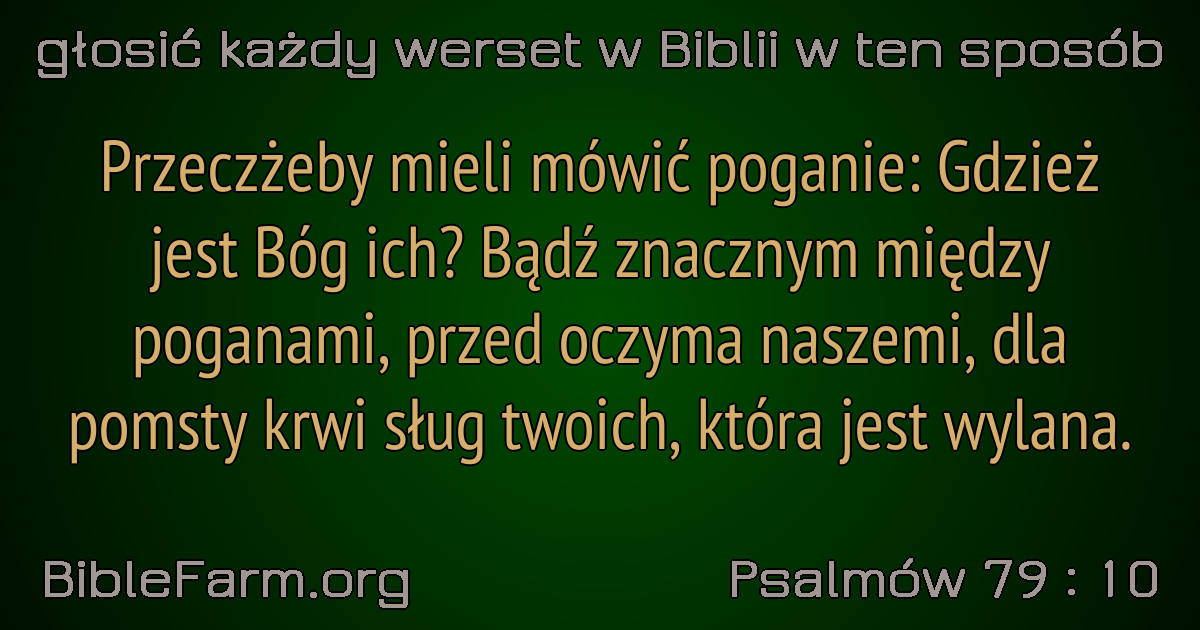 głosić każdy werset w Biblii w ten sposób
Przeczżeby mieli mówić poganie: Gdzież
jest Bóg ich? Bądź znacznym między
poganami, przed oczyma naszemi, dla
pomsty krwi sług twoich, która jest wylana.
BibleFarm.org
Psalmów 79 : 10